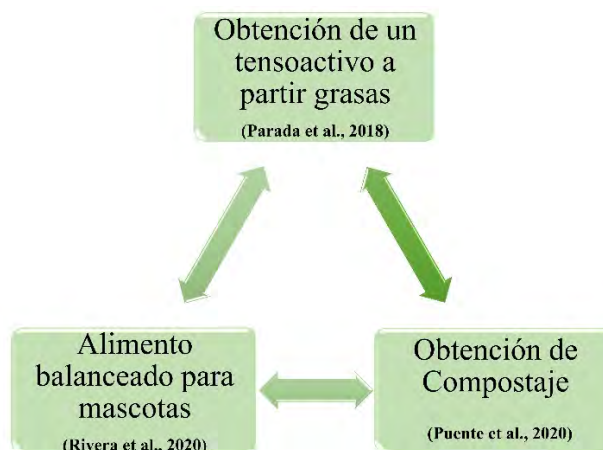 Obtención de un
tensoactivo a
partir grasas
(Parada et al., 2018)
Alimento
balanceado para
mascotas
(Rivera et al., 2020)
Obtención de
Compostaje
(Puente et al., 2020)